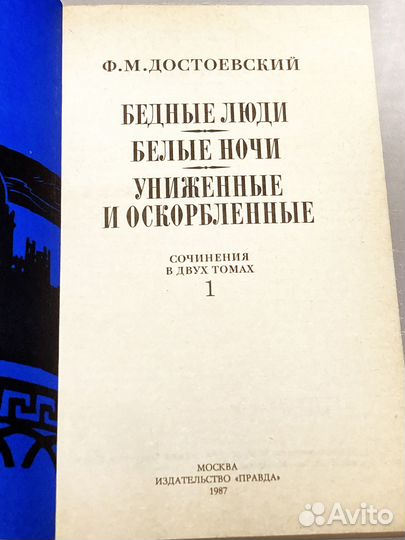 Ф.М.ДОСТОЕВСКИЙ
БЕДНЫЕ ЛЮДИ
БЕЛЫЕ НОЧИ
УНИЖЕННЫЕ
И ОСКОРБЛЕННЫЕ
СОЧИНЕНИЯ
В ДВУХ ТОМАХ
1
МОСКВА
ИЗДАТЕЛЬСТВО «ПРАВДА»
1987
Avito